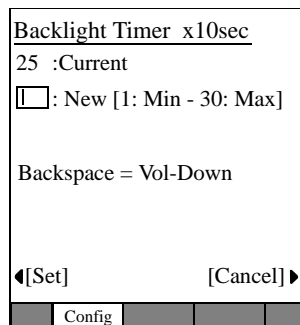 Backlight Timer x10sec
25 :Current
: New [1: Min - 30: Max]
Backspace = Vol-Down
[Set] [Cancel]
Config